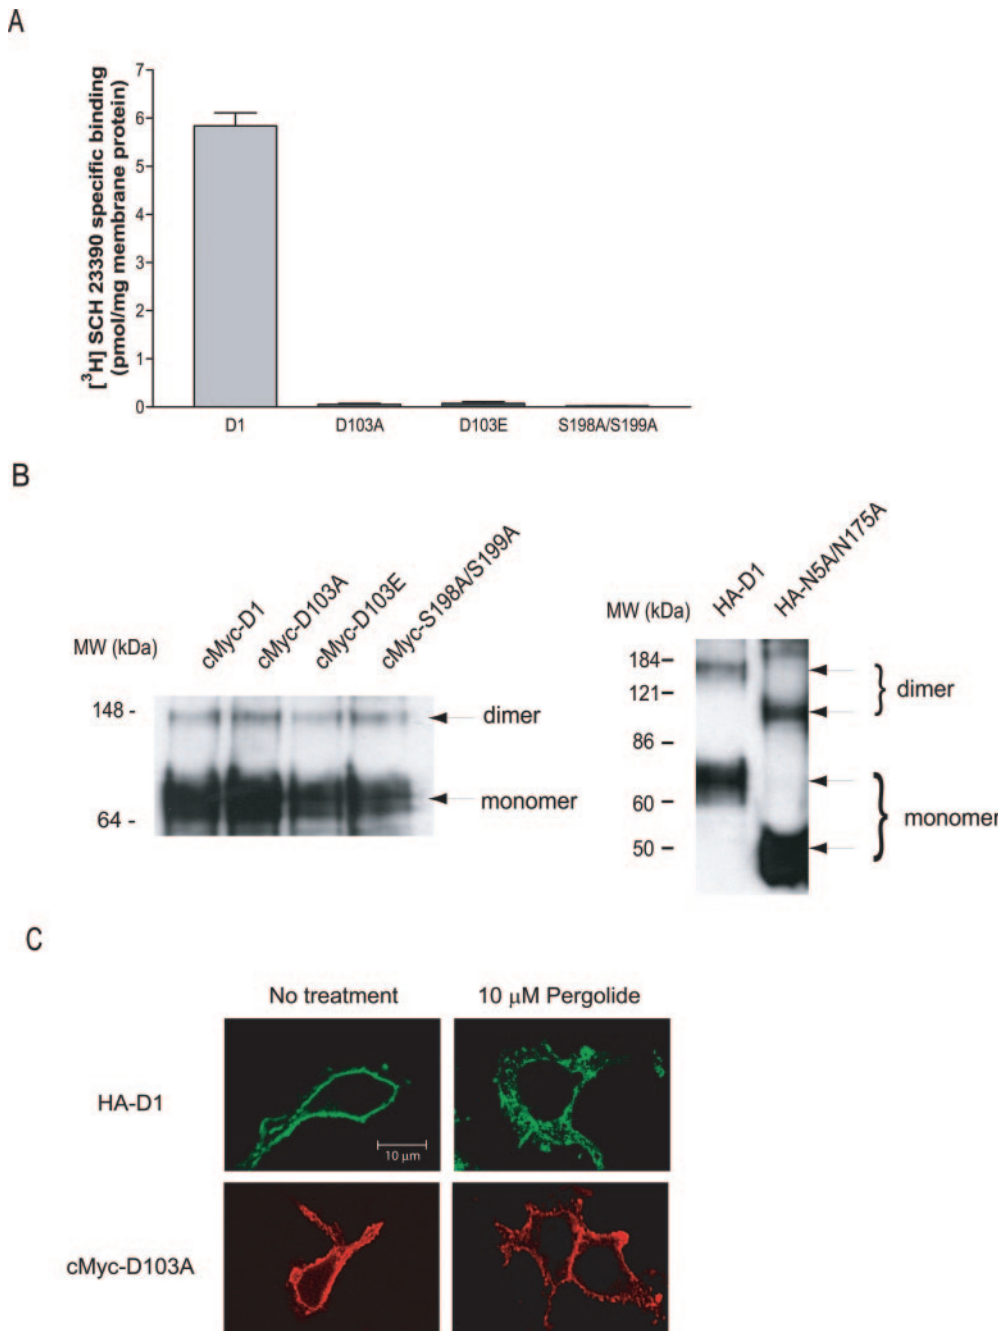 A
[³H] SCH 23390 specific binding
(pmol/mg membrane protein)
7
6
5
4
3
2
1
0
D1
D103A
D103E
S198A/S199A
B
MW (kDa)
cMyc-D1
cMyc-D103A
cMyc-D103E
cMyc-S198A/S199A
148 -
64 -
dimer
monomer
MW (kDa)
HA-D1
HA-N5A/N175A
184 –
121 –
86 –
60 –
50 –
dimer
monomer
C
No treatment
10 μM Pergolide
HA-D1
10 μm
cMyc-D103A